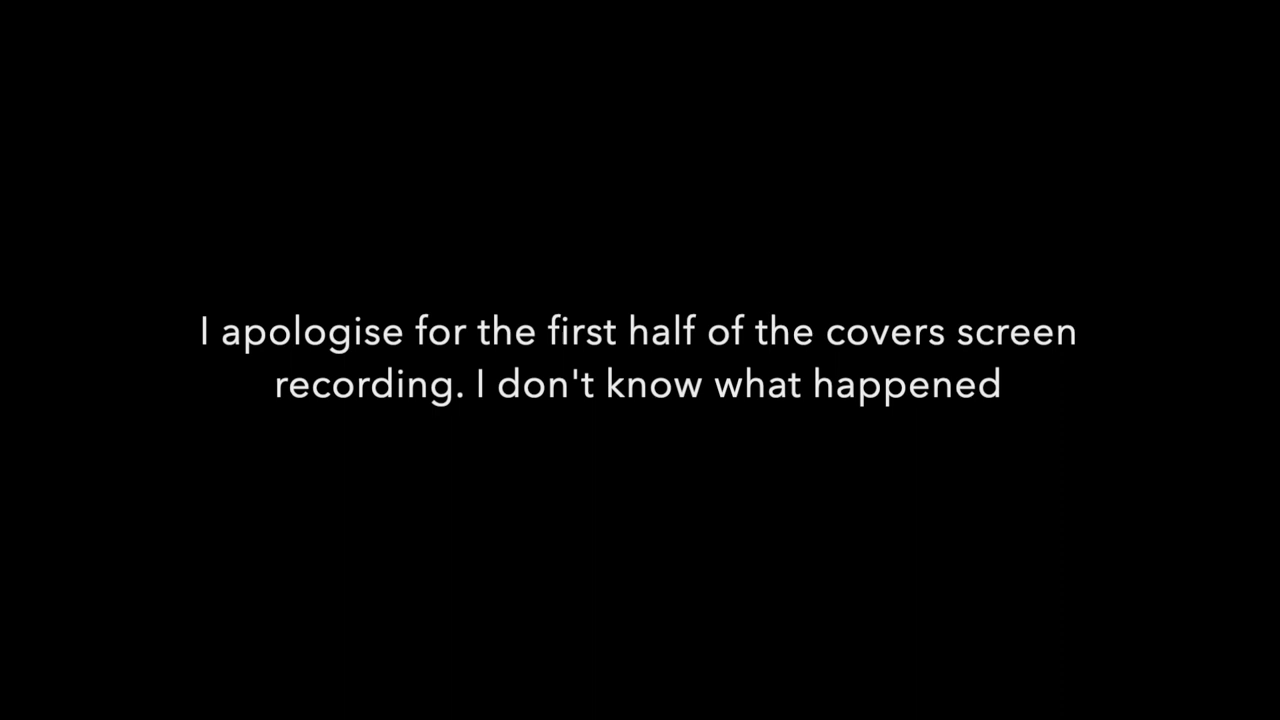 I apologise for the first half of the covers screen
recording. I don't know what happened